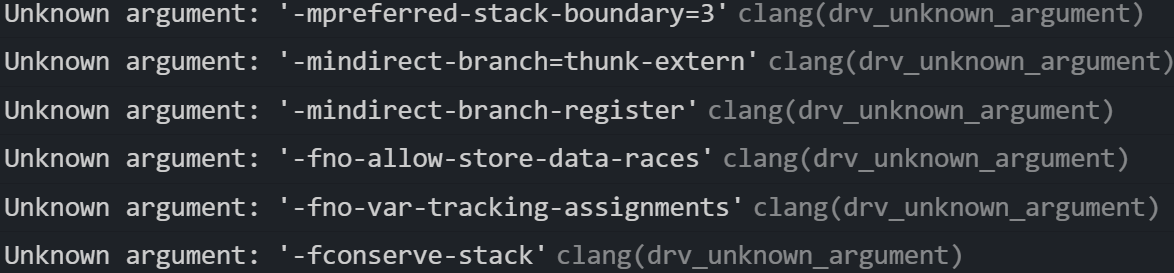 Unknown argument: '-mpreferred-stack-boundary=3' clang(drv_unknown_argument)
Unknown argument: '-mindirect-branch=thunk-extern' clang(drv_unknown_argument)
Unknown argument: '-mindirect-branch-register' clang(drv_unknown_argument)
Unknown argument: '-fno-allow-store-data-races' clang(drv_unknown_argument)
Unknown argument: '-fno-var-tracking-assignments' clang(drv_unknown_argument)
Unknown argument: '-fconserve-stack' clang(drv_unknown_argument)